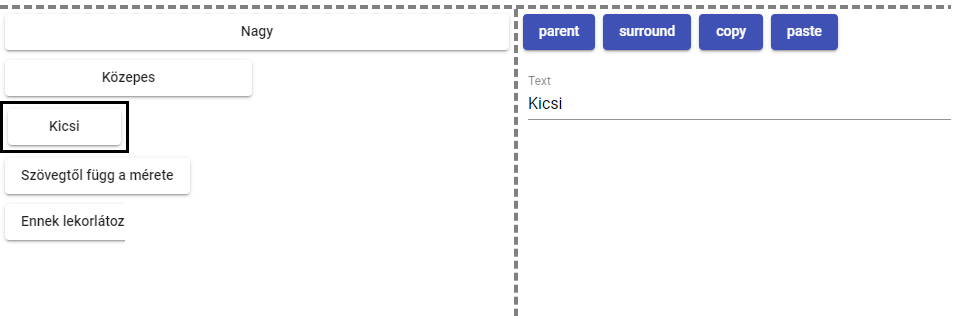 Nagy
Közepes
Kicsi
Szövegtől függ a mérete
Ennek lekorlátoz
parent surround copy paste
Text
Kicsi